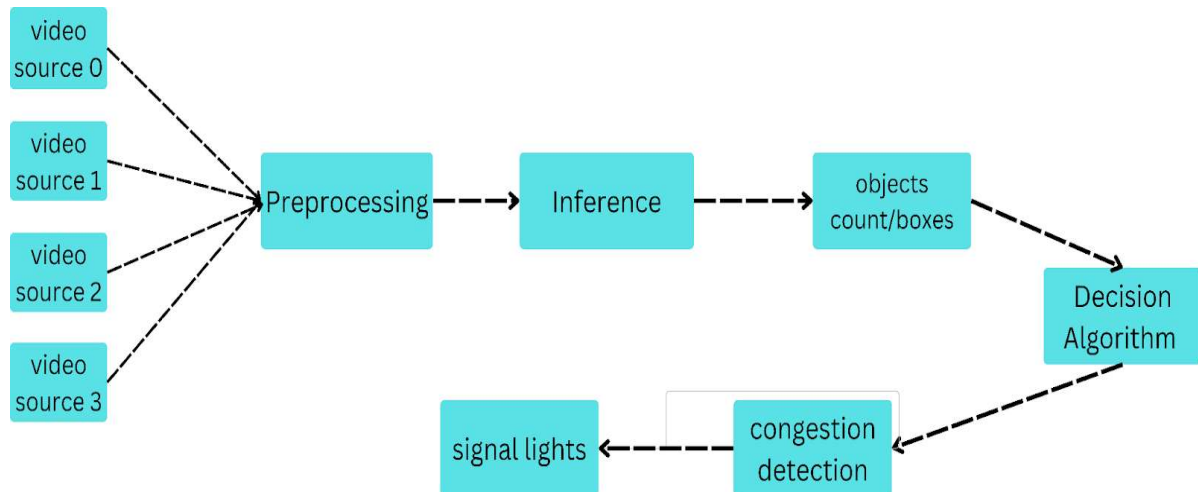 video
source 0
video
source 1
video
source 2
video
source 3
Preprocessing
Inference
objects
count/boxes
Decision
Algorithm
congestion
detection
signal lights